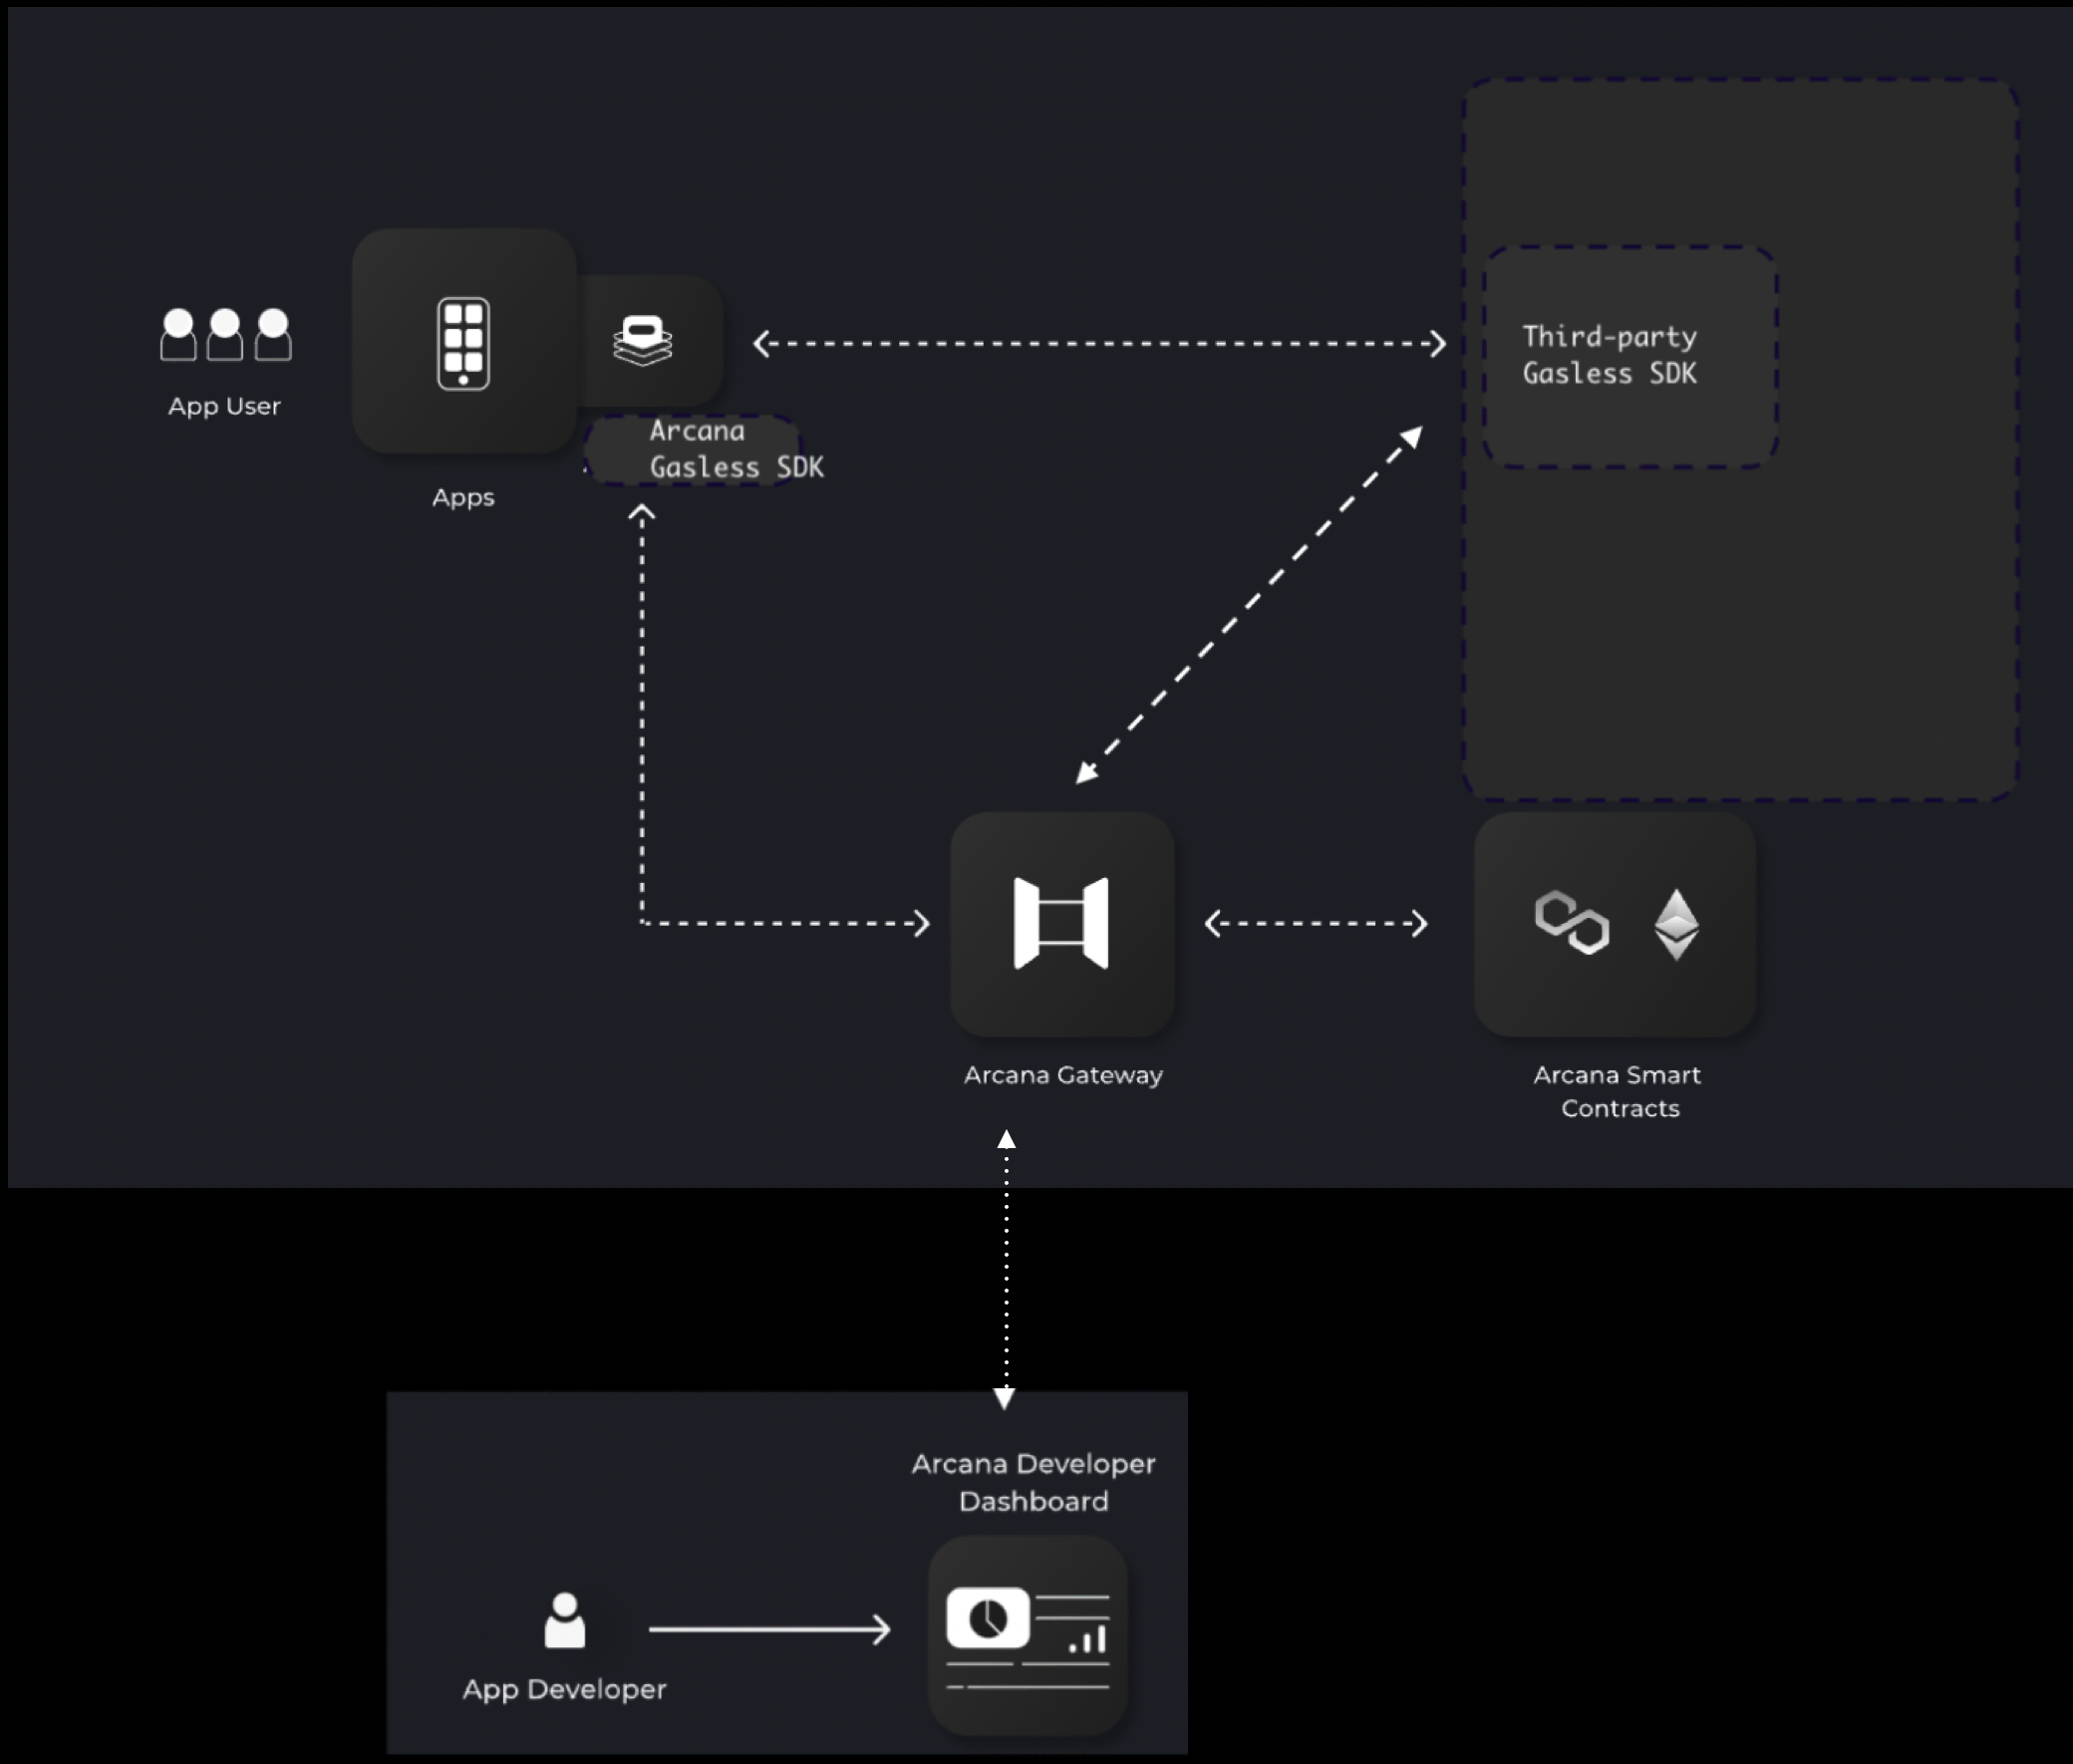 Third-party
Gasless SDK
App User
Arcana
Gasless SDK
Apps
Arcana Gateway
Arcana Smart
Contracts
Arcana Developer
Dashboard
App Developer